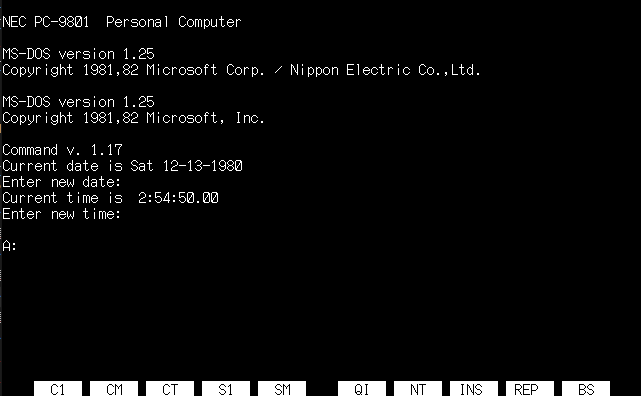 NEC PC-9801  Personal Computer
MS-DOS version 1.25
Copyright 1981,82 Microsoft Corp. / Nippon Electric Co.,Ltd.
MS-DOS version 1.25
Copyright 1981,82 Microsoft, Inc.
Command v. 1.17
Current date is Sat 12-13-1980
Enter new date:
Current time is  2:54:50.00
Enter new time:
A:
C1 CM CT S1 SM QI NT INS REP BS